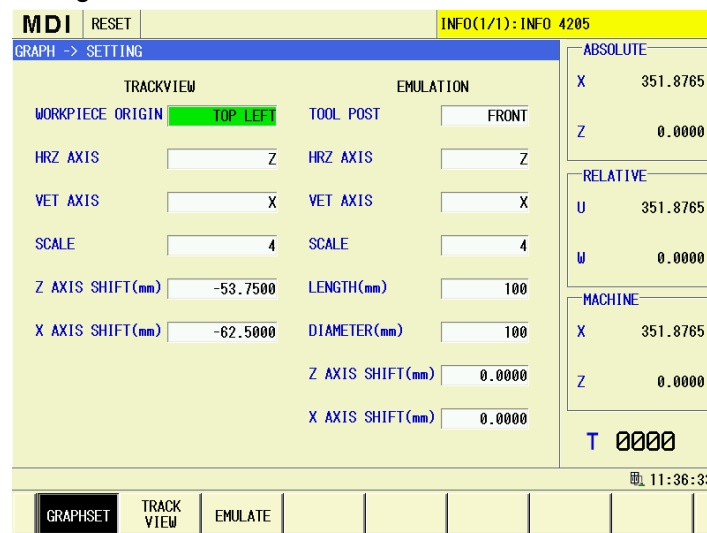 MDI RESET INFO(1/1):INFO 4205
GRAPH -> SETTING
TRACKVIEW
WORKPIECE ORIGIN TOP LEFT
HRZ AXIS Z
VET AXIS X
SCALE 4
Z AXIS SHIFT(mm) -53.7500
X AXIS SHIFT(mm) -62.5000
EMULATION
TOOL POST FRONT
HRZ AXIS Z
VET AXIS X
SCALE 4
LENGTH(mm) 100
DIAMETER(mm) 100
Z AXIS SHIFT(mm) 0.0000
X AXIS SHIFT(mm) 0.0000
ABSOLUTE
X 351.8765
Z 0.0000
RELATIVE
U 351.8765
W 0.0000
MACHINE
X 351.8765
Z 0.0000
T 0000
11:36:33
GRAPHSET TRACK VIEW EMULATE